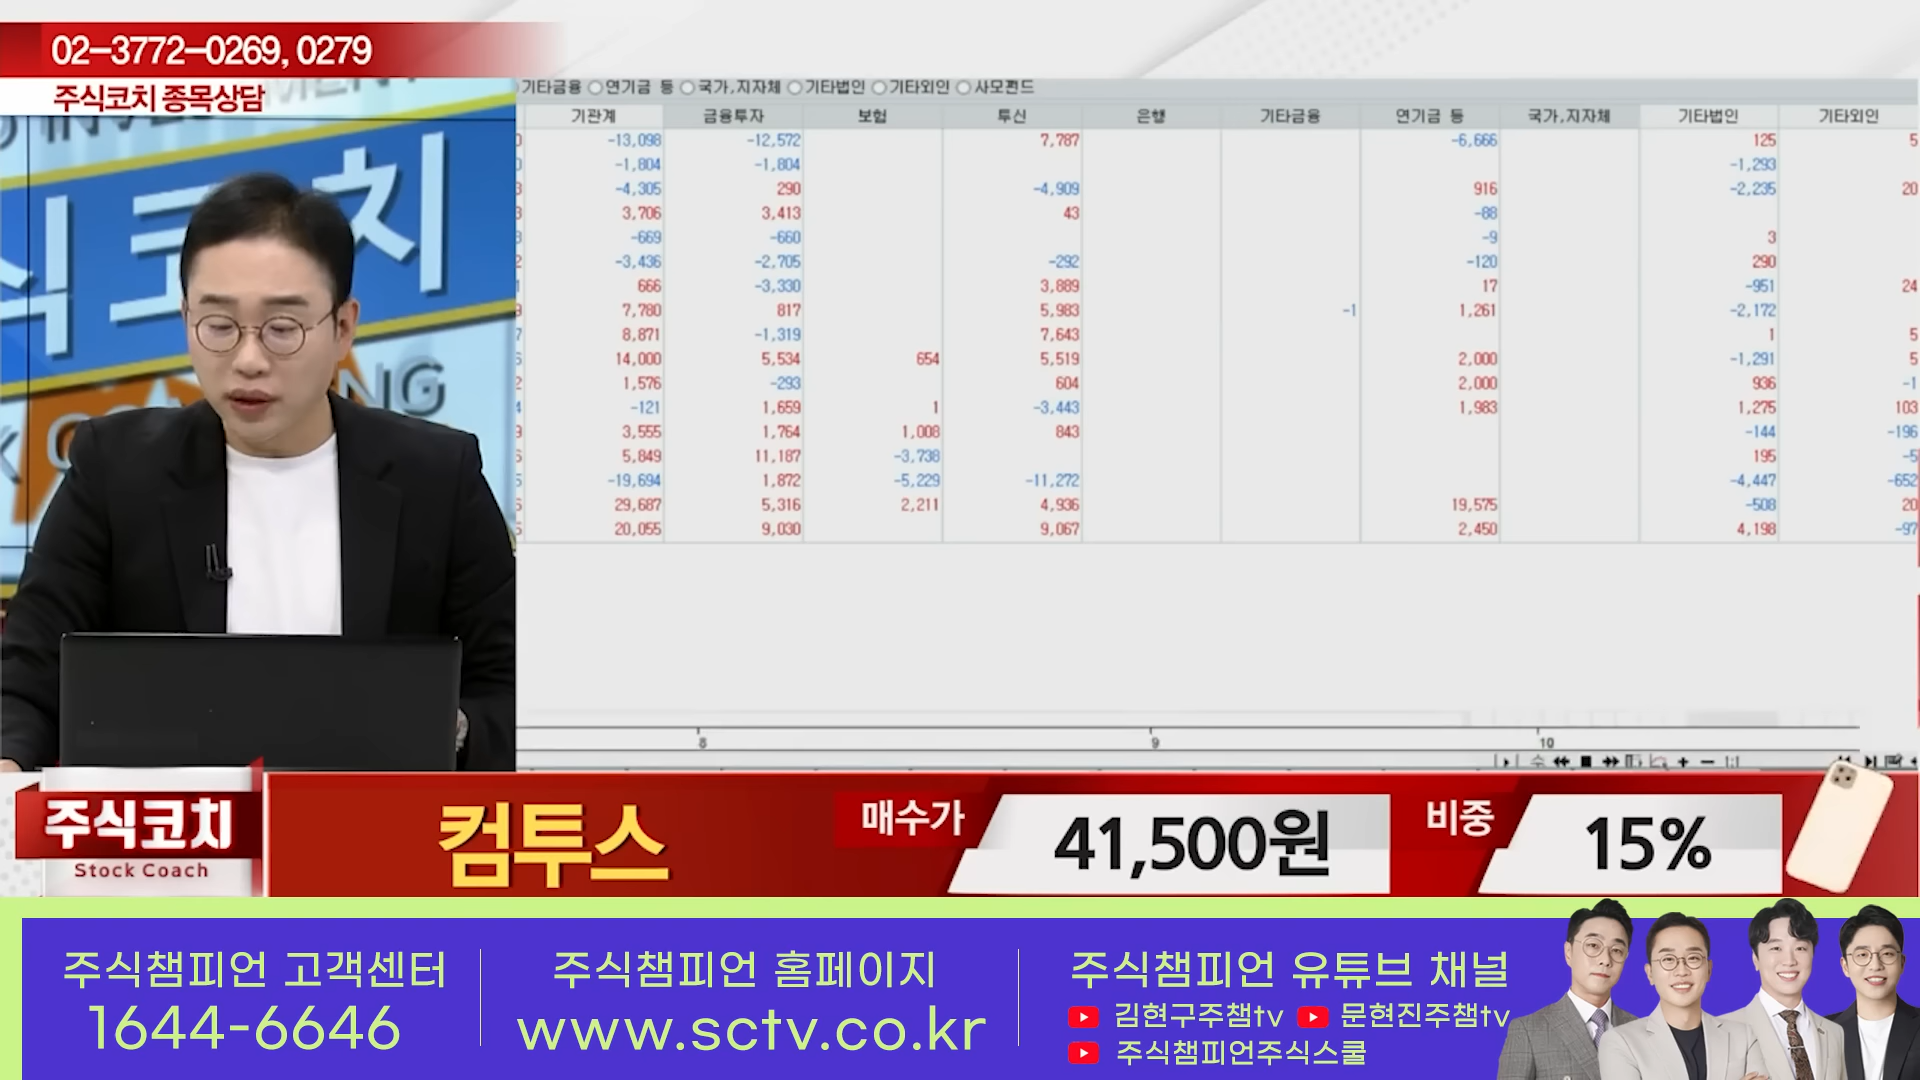 02-3772-0269, 0279
주식코치 종목상담
기타금융 연기금 등 국가,지자체 기타법인 기타외인 사모펀드
기관계 금융투자 보험 투신 은행 기타금융 연기금 등 국가,지자체 기타법인 기타외인
-13,098 -12,572 7,787 -6,666 125 5
-1,804 -1,804 -1,293
-4,305 290 -4,909 916 -2,235 20
3,706 3,413 43 -88
-669 -660 -9 3
-3,436 -2,705 -292 -120 290
666 -3,330 3,889 17 -951 24
7,780 817 5,983 -1 1,261 -2,172
8,871 -1,319 7,643 1 5
14,000 5,534 654 5,519 2,000 -1,291 5
1,576 -293 604 2,000 936 -1
-121 1,659 1 -3,443 1,983 1,275 103
3,555 1,764 1,008 843 -144 -196
5,849 11,187 -3,738 195 -5
-19,694 1,872 -5,229 -11,272 -4,447 -652
29,687 5,316 2,211 4,936 19,575 -508 20
20,055 9,030 9,067 2,450 4,198 -97
8 9 10
식코치
NG
주식코치
Stock Coach
컴투스
매수가
41,500원
비중
15%
주식챔피언 고객센터
1644-6646
주식챔피언 홈페이지
www.sctv.co.kr
주식챔피언 유튜브 채널
김현구주챔tv 문현진주챔tv
주식챔피언주식스쿨